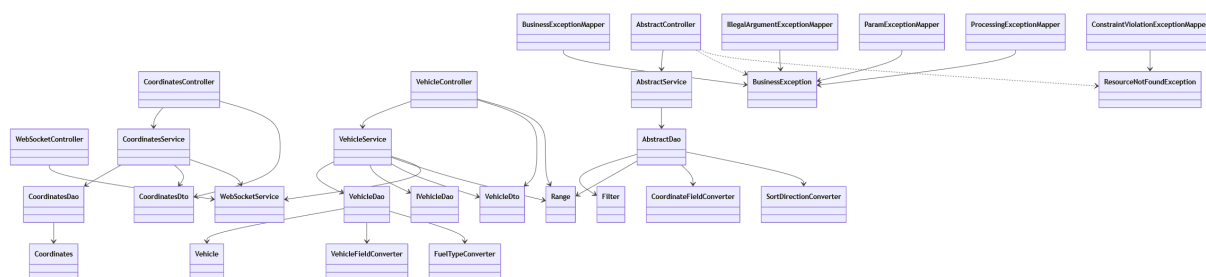 BusinessExceptionMapper
AbstractController
IllegalArgumentExceptionMapper
ParamExceptionMapper
ProcessingExceptionMapper
ConstraintViolationExceptionMappe
CoordinatesController
VehicleController
AbstractService
BusinessException
ResourceNotFoundException
WebSocketController
CoordinatesService
VehicleService
AbstractDao
CoordinatesDao
CoordinatesDto
WebSocketService
VehicleDao
IVehicleDao
VehicleDto
Range
Filter
CoordinateFieldConverter
SortDirectionConverter
Coordinates
Vehicle
VehicleFieldConverter
FuelTypeConverter